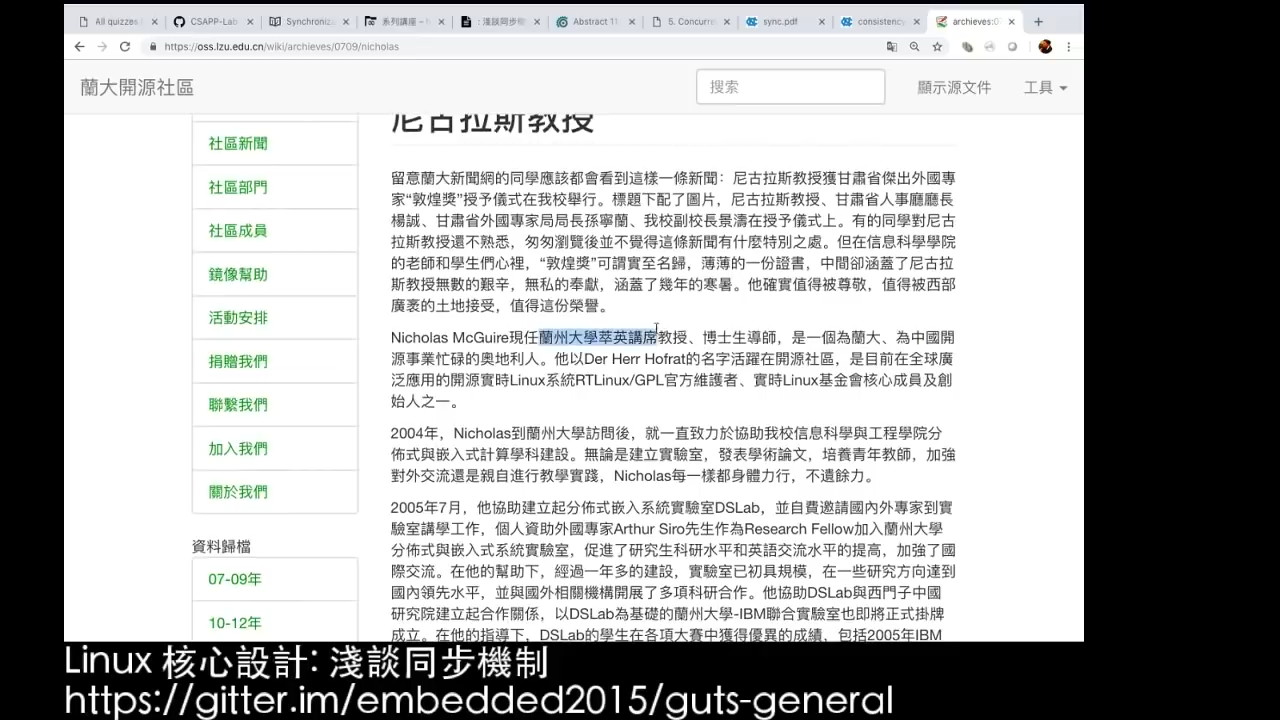 All quizzes
CSAPP-Lab
Synchroniz
系列講座 –
: 淺談同步機
Abstract 11
5. Concurre
sync.pdf
consistency
archieves:07
https://oss.lzu.edu.cn/wiki/archieves/0709/nicholas
蘭大開源社區
搜索
顯示源文件
工具
社區新聞
社區部門
社區成員
鏡像幫助
活動安排
捐贈我們
聯繫我們
加入我們
關於我們
資料歸檔
07-09年
10-12年
尼古拉斯教授
留意蘭大新聞網的同學應該都會看到這樣一條新聞：尼古拉斯教授獲甘肅省傑出外國專
家“敦煌獎”授予儀式在我校舉行。標題下配了圖片，尼古拉斯教授、甘肅省人事廳廳長
楊誠、甘肅省外國專家局局長孫寧蘭、我校副校長景濤在授予儀式上。有的同學對尼古
拉斯教授還不熟悉，匆匆瀏覽後並不覺得這條新聞有什麼特別之處。但在信息科學學院
的老師和學生們心裡，“敦煌獎”可謂實至名歸，薄薄的一份證書，中間卻涵蓋了尼古拉
斯教授無數的艱辛，無私的奉獻，涵蓋了幾年的寒暑。他確實值得被尊敬，值得被西部
廣袤的土地接受，值得這份榮譽。
Nicholas McGuire現任蘭州大學萃英講席教授、博士生導師，是一個為蘭大、為中國開
源事業忙碌的奧地利人。他以Der Herr Hofrat的名字活躍在開源社區，是目前在全球廣
泛應用的開源實時Linux系統RTLinux/GPL官方維護者、實時Linux基金會核心成員及創
始人之一。
2004年，Nicholas到蘭州大學訪問後，就一直致力於協助我校信息科學與工程學院分
佈式與嵌入式計算學科建設。無論是建立實驗室，發表學術論文，培養青年教師，加強
對外交流還是親自進行教學實踐，Nicholas每一樣都身體力行，不遺餘力。
2005年7月，他協助建立起分佈式嵌入系統實驗室DSLab，並自費邀請國內外專家到實
驗室講學工作，個人資助外國專家Arthur Siro先生作為Research Fellow加入蘭州大學
分佈式與嵌入式系統實驗室，促進了研究生科研水平和英語交流水平的提高，加強了國
際交流。在他的幫助下，經過一年多的建設，實驗室已初具規模，在一些研究方向達到
國內領先水平，並與國外相關機構開展了多項科研合作。他協助DSLab與西門子中國
研究院建立起合作關係，以DSLab為基礎的蘭州大學-IBM聯合實驗室也即將正式掛牌
成立。在他的指導下，DSLab的學生在各項大賽中獲得優異的成績，包括2005年IBM
Linux 核心設計: 淺談同步機制
https://gitter.im/embedded2015/guts-general